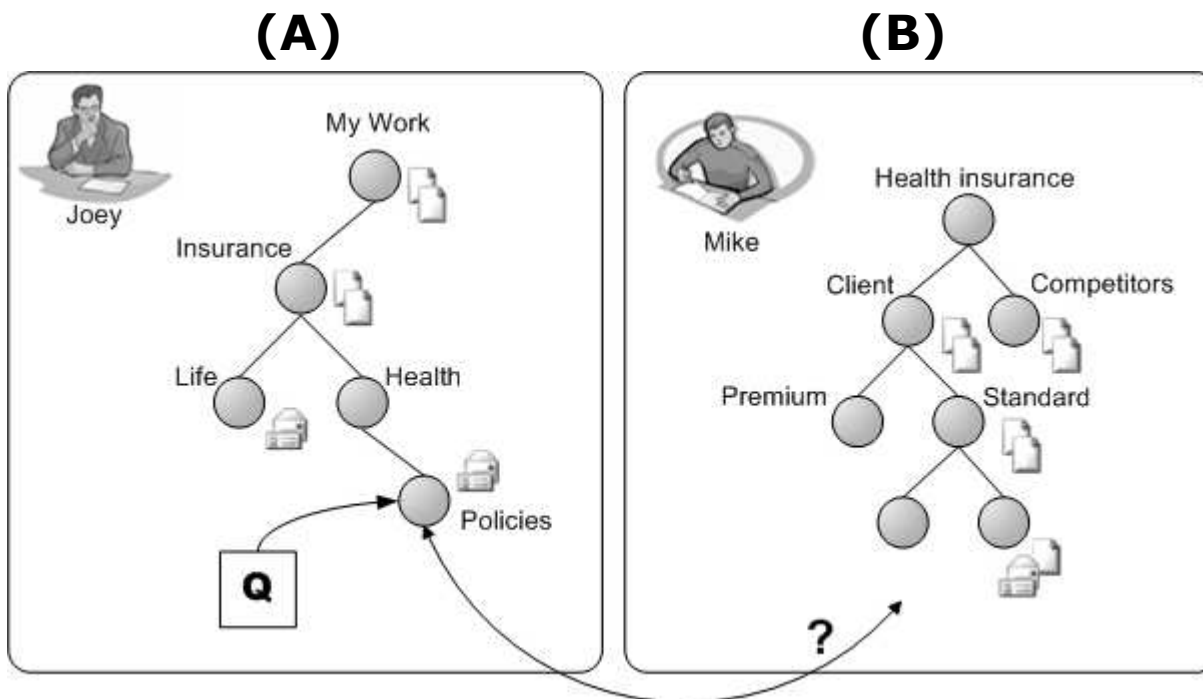 (A)
(B)
My Work
Joey
Insurance
Life
Health
Policies
Q
Health insurance
Mike
Client
Competitors
Premium
Standard
?